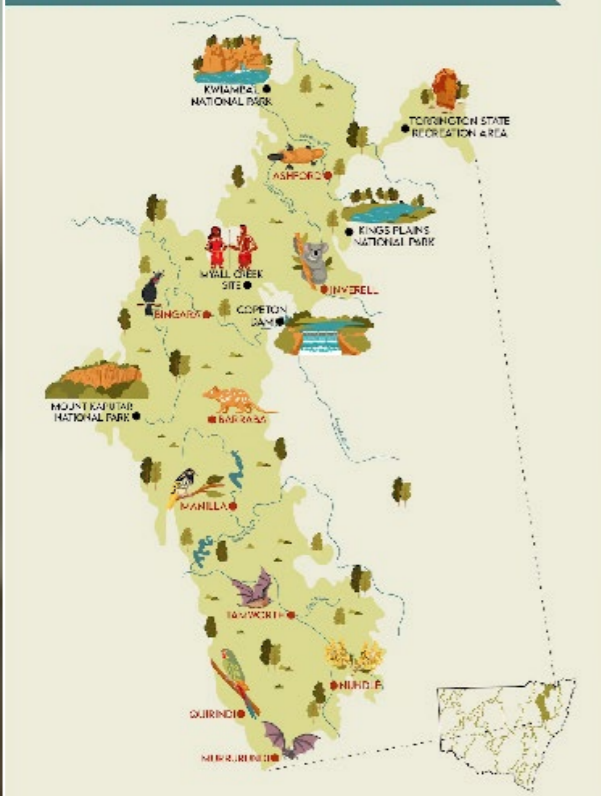 KWIAMBAL
NATIONAL PARK
TORRINGTON STATE
RECREATION AREA
ASHFORD
KINGS PLAINS
NATIONAL PARK
MYALL CREEK
SITE
INVERELL
BINGARA
COPETON
DAM
MOUNT KAPUTAR
NATIONAL PARK
BARRABA
MANILLA
TAMWORTH
NUNDLE
QUIRINDI
MURRURUNDI